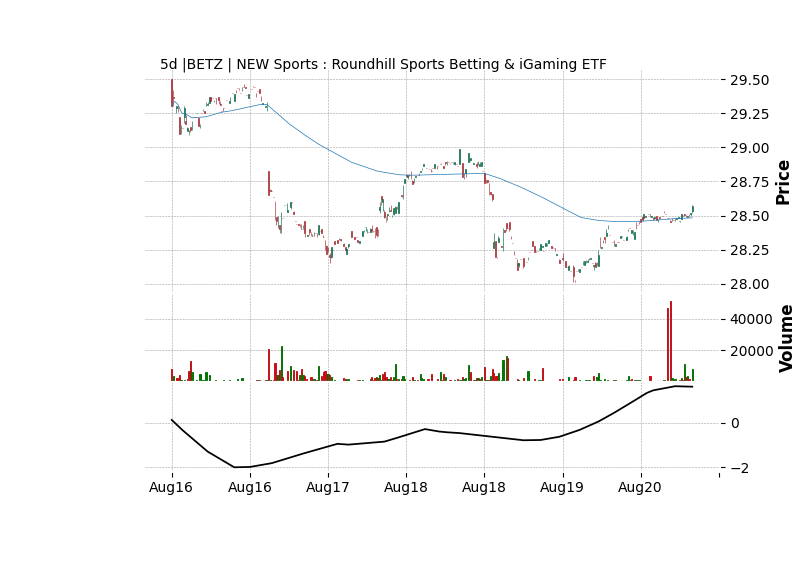 5d |BETZ | NEW Sports : Roundhill Sports Betting & iGaming ETF
29.50
29.25
29.00
28.75
28.50
28.25
28.00
Price
40000
20000
Volume
0
−2
Aug16 Aug16 Aug17 Aug18 Aug18 Aug19 Aug20